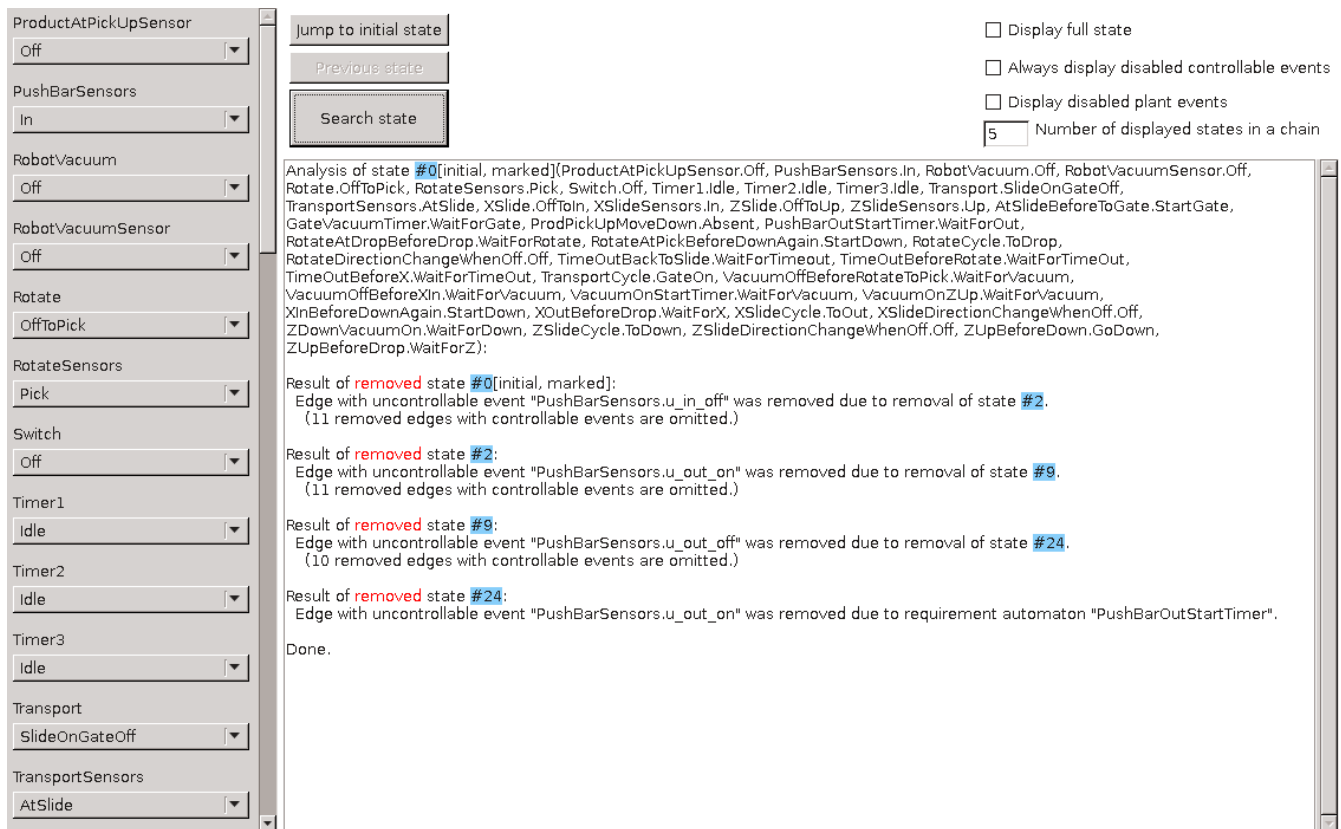 ProductAtPickUpSensor
Off
PushBarSensors
In
RobotVacuum
Off
RobotVacuumSensor
Off
Rotate
OffToPick
RotateSensors
Pick
Switch
Off
Timer1
Idle
Timer2
Idle
Timer3
Idle
Transport
SlideOnGateOff
TransportSensors
AtSlide
Jump to initial state
Previous state
Search state
Display full state
Always display disabled controllable events
Display disabled plant events
5 Number of displayed states in a chain
Analysis of state #0[initial, marked](ProductAtPickUpSensor.Off, PushBarSensors.In, RobotVacuum.Off, RobotVacuumSensor.Off,
Rotate.OffToPick, RotateSensors.Pick, Switch.Off, Timer1.Idle, Timer2.Idle, Timer3.Idle, Transport.SlideOnGateOff,
TransportSensors.AtSlide, XSlide.OffToIn, XSlideSensors.In, ZSlide.OffToUp, ZSlideSensors.Up, AtSlideBeforeToGate.StartGate,
GateVacuumTimer.WaitForGate, ProdPickUpMoveDown.Absent, PushBarOutStartTimer.WaitForOut,
RotateAtDropBeforeDrop.WaitForRotate, RotateAtPickBeforeDownAgain.StartDown, RotateCycle.ToDrop,
RotateDirectionChangeWhenOff.Off, TimeOutBackToSlide.WaitForTimeout, TimeOutBeforeRotate.WaitForTimeOut,
TimeOutBeforeX.WaitForTimeOut, TransportCycle.GateOn, VacuumOffBeforeRotateToPick.WaitForVacuum,
VacuumOffBeforeXIn.WaitForVacuum, VacuumOnStartTimer.WaitForVacuum, VacuumOnZUp.WaitForVacuum,
XInBeforeDownAgain.StartDown, XOutBeforeDrop.WaitForX, XSlideCycle.ToOut, XSlideDirectionChangeWhenOff.Off,
ZDownVacuumOn.WaitForDown, ZSlideCycle.ToDown, ZSlideDirectionChangeWhenOff.Off, ZUpBeforeDown.GoDown,
ZUpBeforeDrop.WaitForZ):
Result of removed state #0[initial, marked]:
Edge with uncontrollable event "PushBarSensors.u_in_off" was removed due to removal of state #2.
(11 removed edges with controllable events are omitted.)
Result of removed state #2:
Edge with uncontrollable event "PushBarSensors.u_out_on" was removed due to removal of state #9.
(11 removed edges with controllable events are omitted.)
Result of removed state #9:
Edge with uncontrollable event "PushBarSensors.u_out_off" was removed due to removal of state #24.
(10 removed edges with controllable events are omitted.)
Result of removed state #24:
Edge with uncontrollable event "PushBarSensors.u_out_on" was removed due to requirement automaton "PushBarOutStartTimer".
Done.